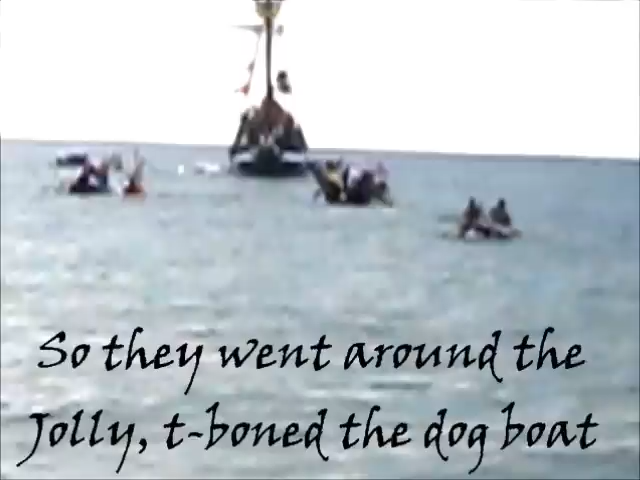 So they went around the
Jolly, t-boned the dog boat